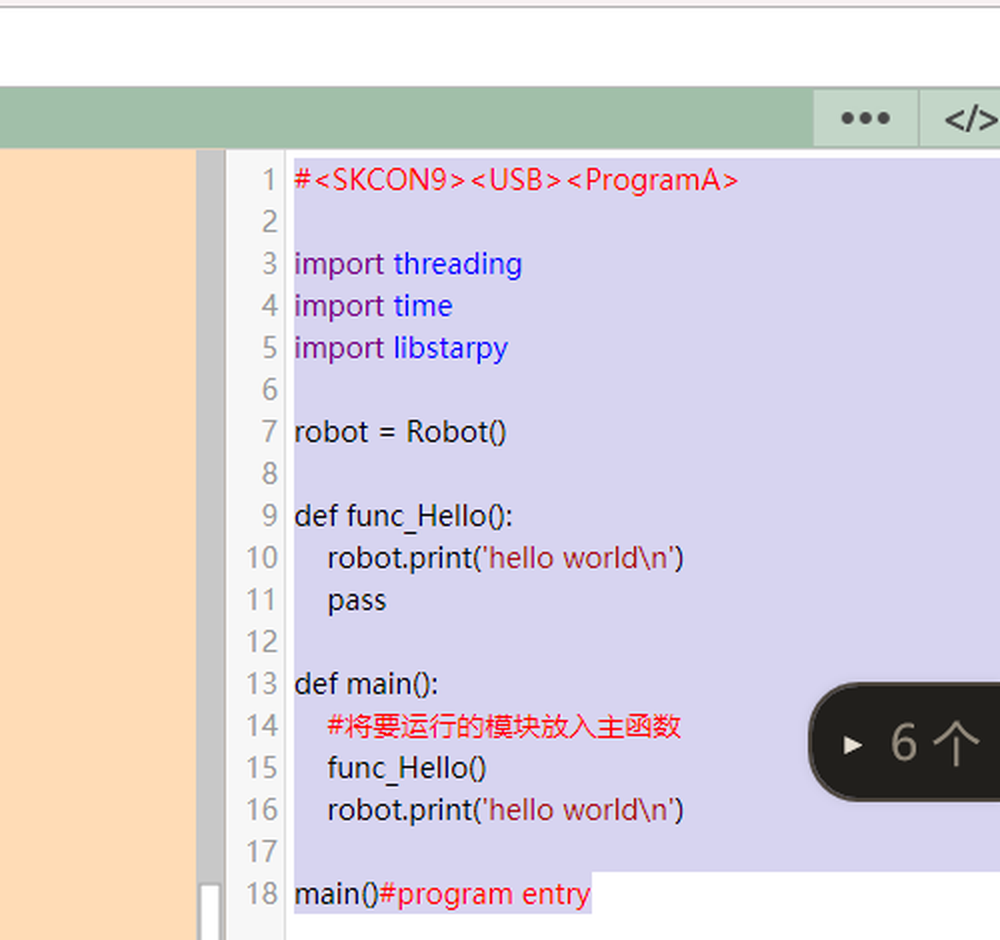 </>
1 #<SKCON9><USB><ProgramA>
2
3 import threading
4 import time
5 import libstarpy
6
7 robot = Robot()
8
9 def func_Hello():
10 robot.print('hello world\n')
11 pass
12
13 def main():
14 #将要运行的模块放入主函数
15 func_Hello()
16 robot.print('hello world\n')
17
18 main()#program entry
6 个